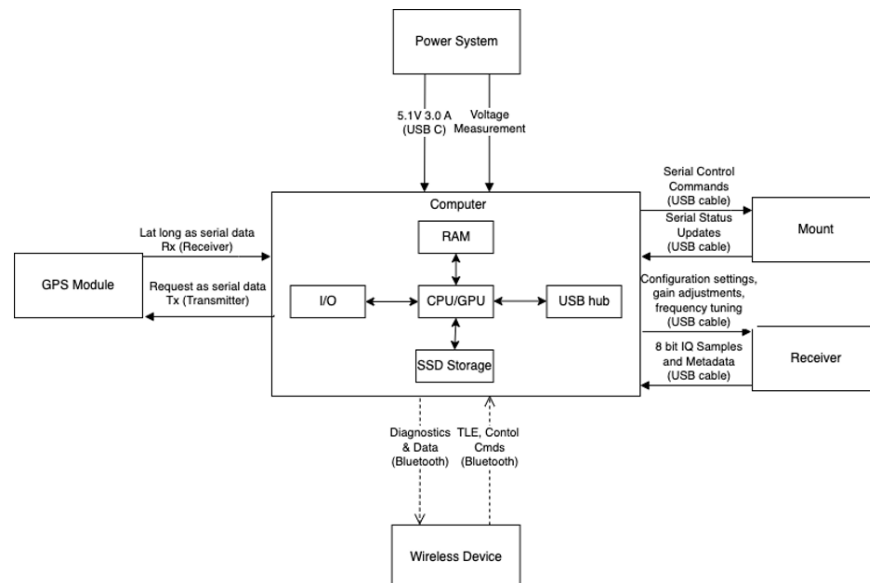 Power System
5.1V 3.0 A
(USB C)
Voltage
Measurement
Computer
RAM
I/O
CPU/GPU
USB hub
SSD Storage
Lat long as serial data
Rx (Receiver)
GPS Module
Request as serial data
Tx (Transmitter)
Serial Control
Commands
(USB cable)
Serial Status
Updates
(USB cable)
Mount
Configuration settings,
gain adjustments,
frequency tuning
(USB cable)
8 bit IQ Samples
and Metadata
(USB cable)
Receiver
Diagnostics
& Data
(Bluetooth)
TLE, Contol
Cmds
(Bluetooth)
Wireless Device